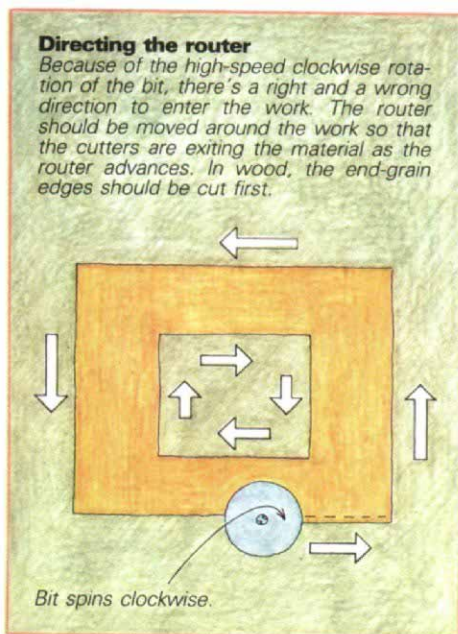 Directing the router
Because of the high-speed clockwise rota-
tion of the bit, there's a right and a wrong
direction to enter the work. The router
should be moved around the work so that
the cutters are exiting the material as the
router advances. In wood, the end-grain
edges should be cut first.
Bit spins clockwise.